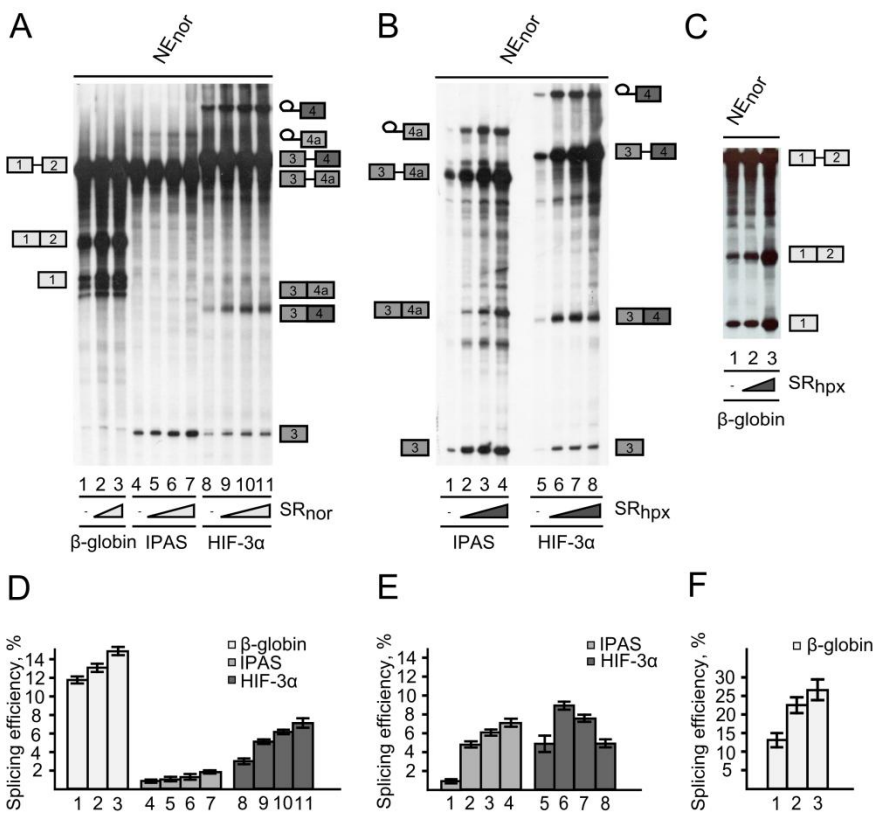 A
NEnor
4
4a
3 4
3 4a
1 2
1 2
1
3 4a
3 4
3
1 2 3 4 5 6 7 8 9 10 11
- - - SRnor
β-globin IPAS HIF-3α
B
NEnor
4
4a
3 4
3 4a
3 4a
3 4
3
3
1 2 3 4 5 6 7 8
- - SRhpx
IPAS HIF-3α
C
NEnor
1 2
1 2
1
1 2 3
- SRhpx
β-globin
D
Splicing efficiency, %
14
12
10
8
6
4
2
β-globin
IPAS
HIF-3α
1 2 3 4 5 6 7 8 9 10 11
E
Splicing efficiency, %
14
12
10
8
6
4
2
IPAS
HIF-3α
1 2 3 4 5 6 7 8
F
Splicing efficiency, %
30
25
20
15
10
5
β-globin
1 2 3